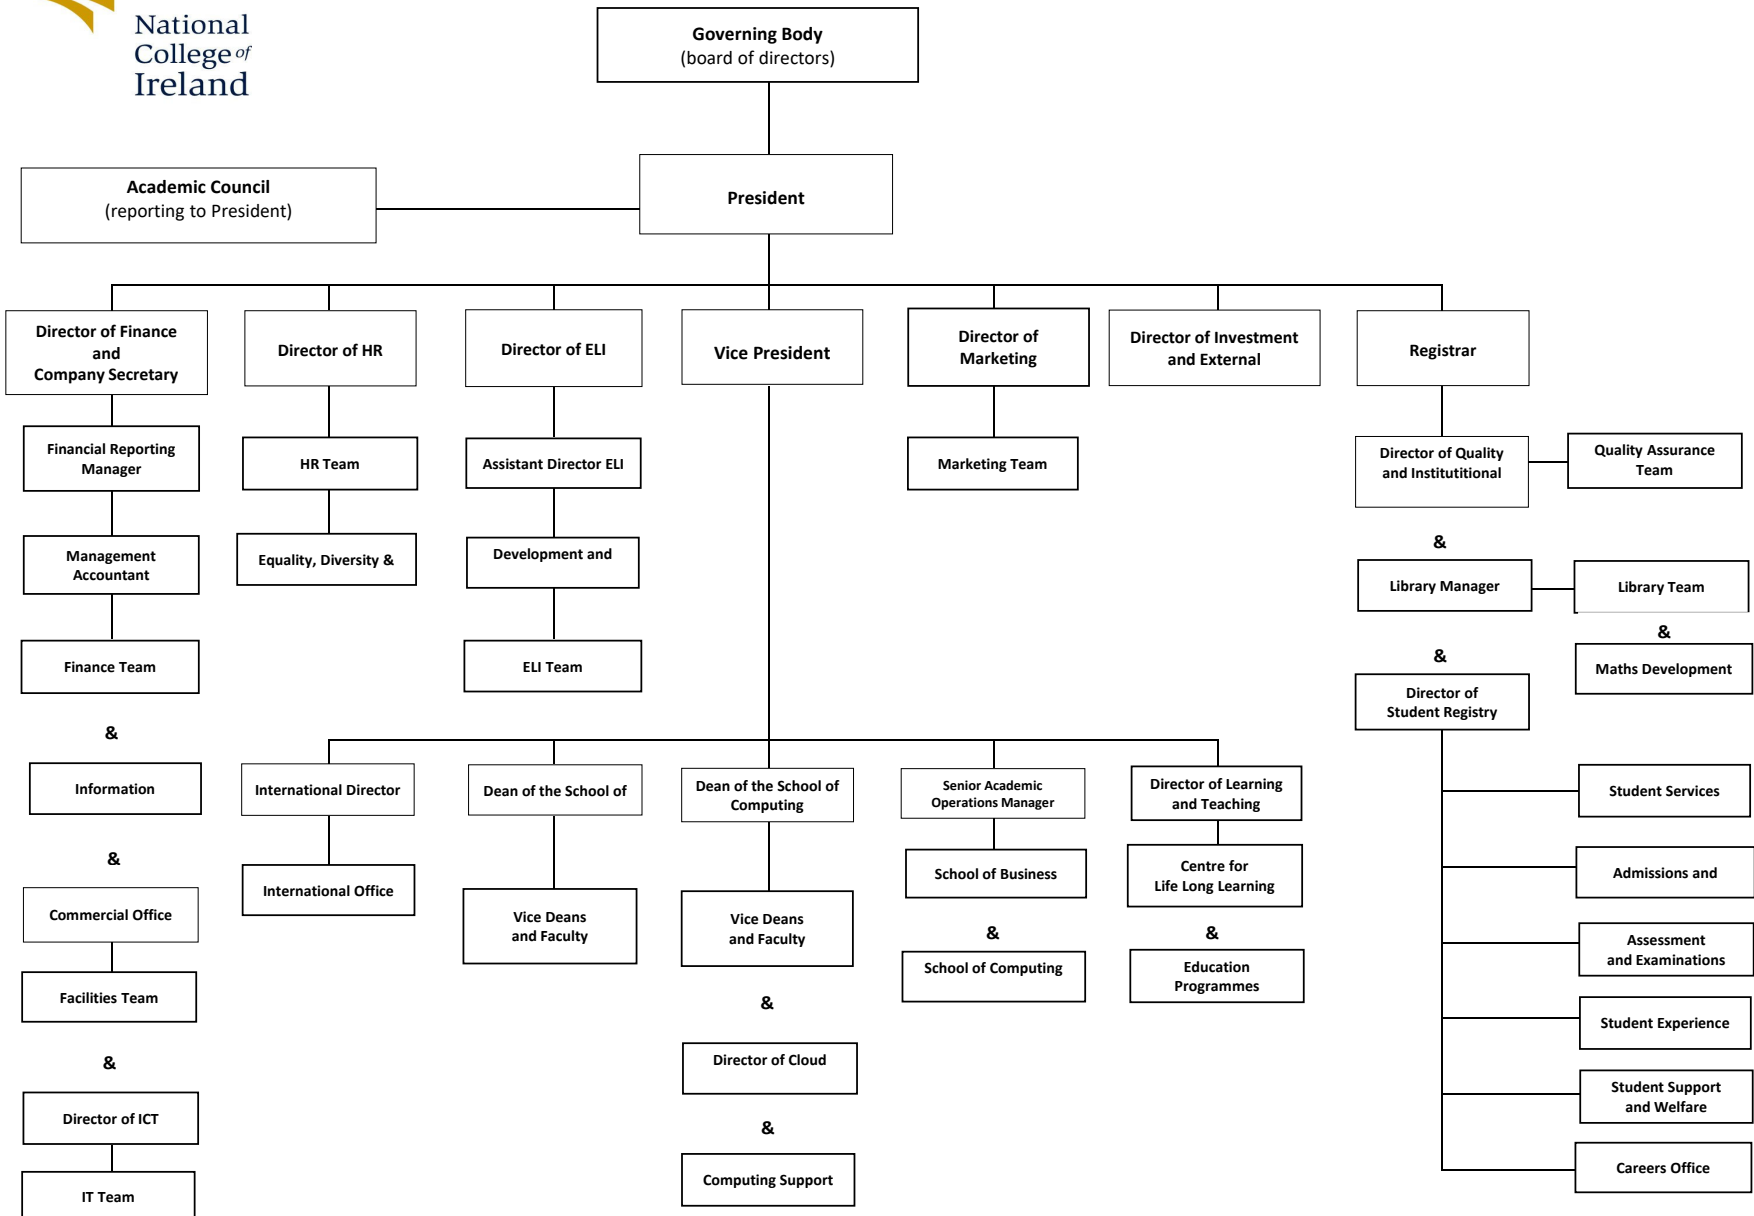 National
College of
Ireland
Governing Body
(board of directors)
Academic Council
(reporting to President)
President
Director of Finance
and
Company Secretary
Director of HR
Director of ELI
Vice President
Director of
Marketing
Director of Investment
and External
Registrar
Financial Reporting
Manager
HR Team
Assistant Director ELI
Marketing Team
Director of Quality
and Institutitional
Quality Assurance
Team
&
Management
Accountant
Equality, Diversity &
Development and
Library Manager
Library Team
&
&
Finance Team
ELI Team
Maths Development
Director of
Student Registry
&
Information
International Director
Dean of the School of
Dean of the School of
Computing
Senior Academic
Operations Manager
Director of Learning
and Teaching
Student Services
&
International Office
School of Business
Centre for
Life Long Learning
Admissions and
Commercial Office
Vice Deans
and Faculty
Vice Deans
and Faculty
&
&
Assessment
and Examinations
Facilities Team
School of Computing
Education
Programmes
&
Student Experience
&
Director of Cloud
Student Support
and Welfare
Director of ICT
&
Careers Office
IT Team
Computing Support